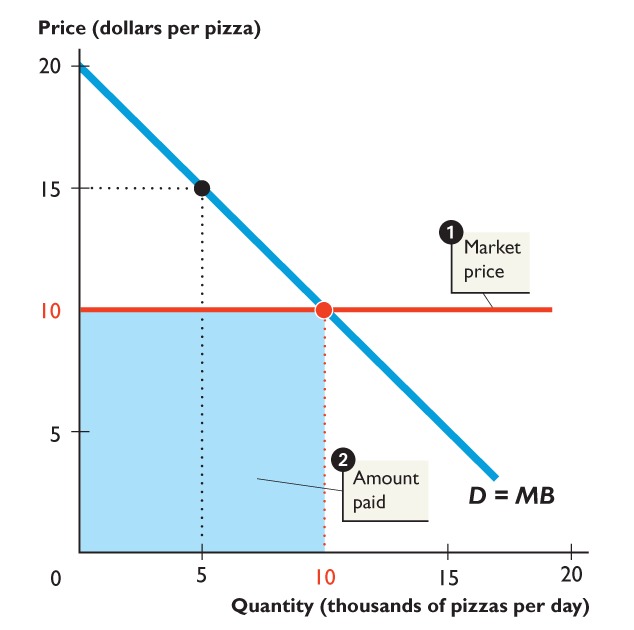 Price (dollars per pizza)
20
15
1
Market
price
10
5
2
Amount
paid
D = MB
0
5
10
15
20
Quantity (thousands of pizzas per day)